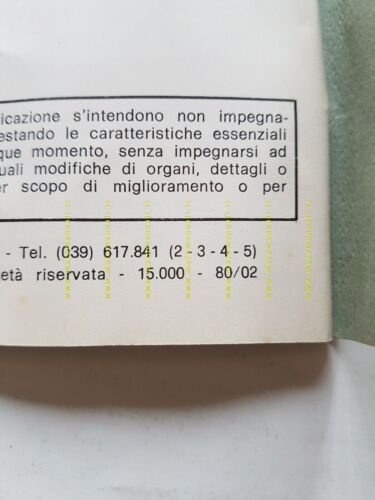 icazione s'intendono non impegna-
estando le caratteristiche essenziali
que momento, senza impegnarsi ad
uali modifiche di organi, dettagli o
er scopo di miglioramento o per
- Tel. (039) 617.841 (2 - 3 - 4 - 5)
età riservata - 15.000 - 80/02